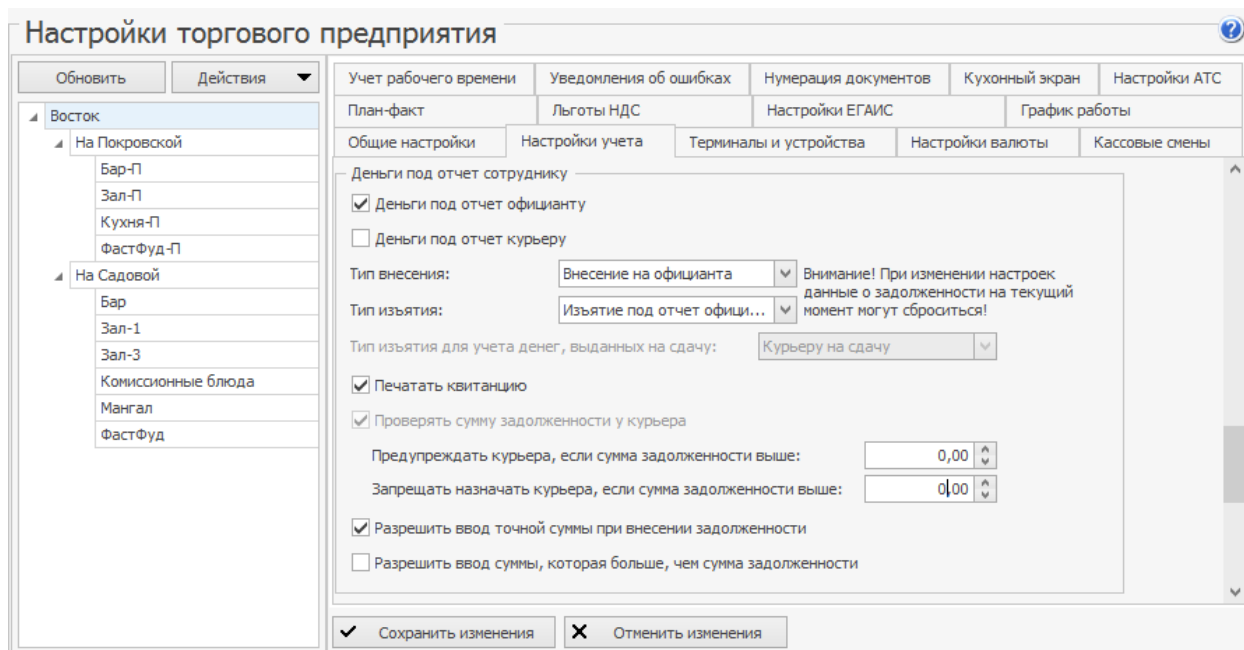 Настройки торгового предприятия
?
Обновить
Действия
Восток
На Покровской
Бар-П
Зал-П
Кухня-П
ФастФуд-П
На Садовой
Бар
Зал-1
Зал-3
Комиссионные блюда
Мангал
ФастФуд
Учет рабочего времени
Уведомления об ошибках
Нумерация документов
Кухонный экран
Настройки АТС
План-факт
Льготы НДС
Настройки ЕГАИС
График работы
Общие настройки
Настройки учета
Терминалы и устройства
Настройки валюты
Кассовые смены
Деньги под отчет сотруднику
Деньги под отчет официанту
Деньги под отчет курьеру
Тип внесения:
Внесение на официанта
Тип изъятия:
Изъятие под отчет офици...
Внимание! При изменении настроек
данные о задолженности на текущий
момент могут сброситься!
Тип изъятия для учета денег, выданных на сдачу:
Курьеру на сдачу
Печатать квитанцию
Проверять сумму задолженности у курьера
Предупреждать курьера, если сумма задолженности выше:
0,00
Запрещать назначать курьера, если сумма задолженности выше:
0,00
Разрешить ввод точной суммы при внесении задолженности
Разрешить ввод суммы, которая больше, чем сумма задолженности
Сохранить изменения
Отменить изменения